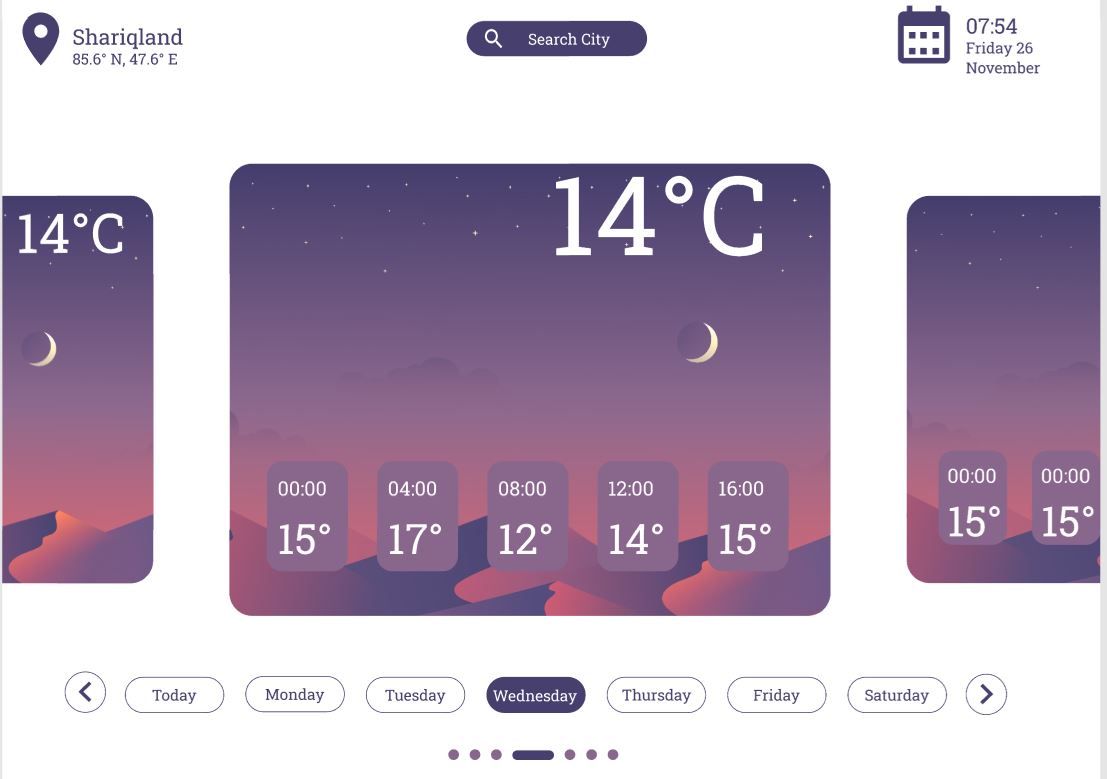 Shariqland
85.6° N, 47.6° E
Search City
07:54
Friday 26
November
14°C
14°C
00:00
15°
04:00
17°
08:00
12°
12:00
14°
16:00
15°
00:00
15°
00:00
15°
Today
Monday
Tuesday
Wednesday
Thursday
Friday
Saturday